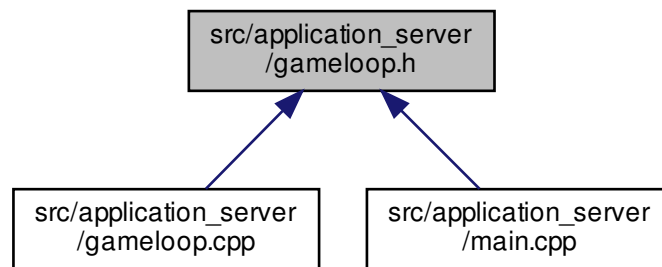 src/application_server
/gameloop.h
src/application_server
/gameloop.cpp
src/application_server
/main.cpp